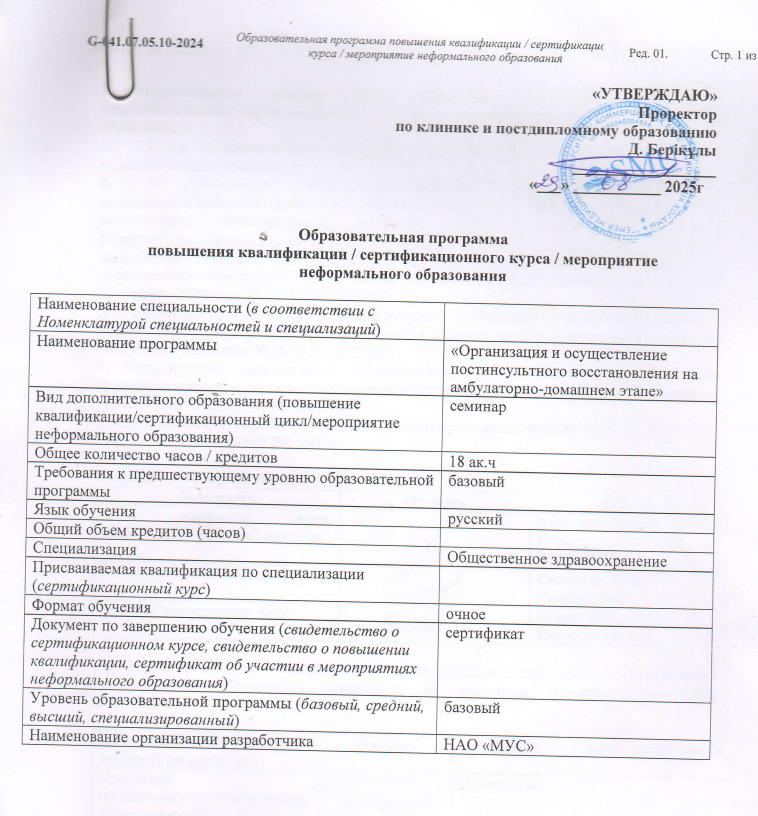 G-041.07.05.10-2024
Образовательная программа повышения квалификации / сертификацис
курса / мероприятие неформального образования
Ред. 01.
Стр. 1 из
«УТВЕРЖДАЮ»
Проректор
по клинике и постдипломному образованию
Д. Берікұлы
«29» 08 2025г
SMU
Образовательная программа
повышения квалификации / сертификационного курса / мероприятие
неформального образования
Наименование специальности (в соответствии с
Номенклатурой специальностей и специализаций)
Наименование программы
«Организация и осуществление
постинсультного восстановления на
амбулаторно-домашнем этапе»
Вид дополнительного образования (повышение
квалификации/сертификационный цикл/мероприятие
неформального образования)
семинар
Общее количество часов / кредитов
18 ак.ч
Требования к предшествующему уровню образовательной
программы
базовый
Язык обучения
русский
Общий объем кредитов (часов)
Специализация
Общественное здравоохранение
Присваиваемая квалификация по специализации
(сертификационный курс)
Формат обучения
очное
Документ по завершению обучения (свидетельство о
сертификационном курсе, свидетельство о повышении
квалификации, сертификат об участии в мероприятиях
неформального образования)
сертификат
Уровень образовательной программы (базовый, средний,
высший, специализированный)
базовый
Наименование организации разработчика
НАО «МУС»